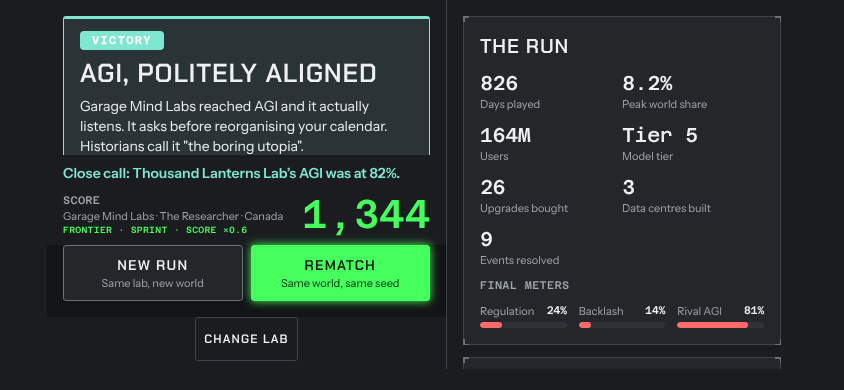 VICTORY
AGI, POLITELY ALIGNED
Garage Mind Labs reached AGI and it actually
listens. It asks before reorganising your calendar.
Historians call it "the boring utopia".
Close call: Thousand Lanterns Lab's AGI was at 82%.
SCORE
Garage Mind Labs · The Researcher · Canada
FRONTIER · SPRINT · SCORE ×0.6
1,344
NEW RUN
Same lab, new world
REMATCH
Same world, same seed
CHANGE LAB
THE RUN
826
Days played
8.2%
Peak world share
164M
Users
Tier 5
Model tier
26
Upgrades bought
3
Data centres built
9
Events resolved
FINAL METERS
Regulation 24%
Backlash 14%
Rival AGI 81%